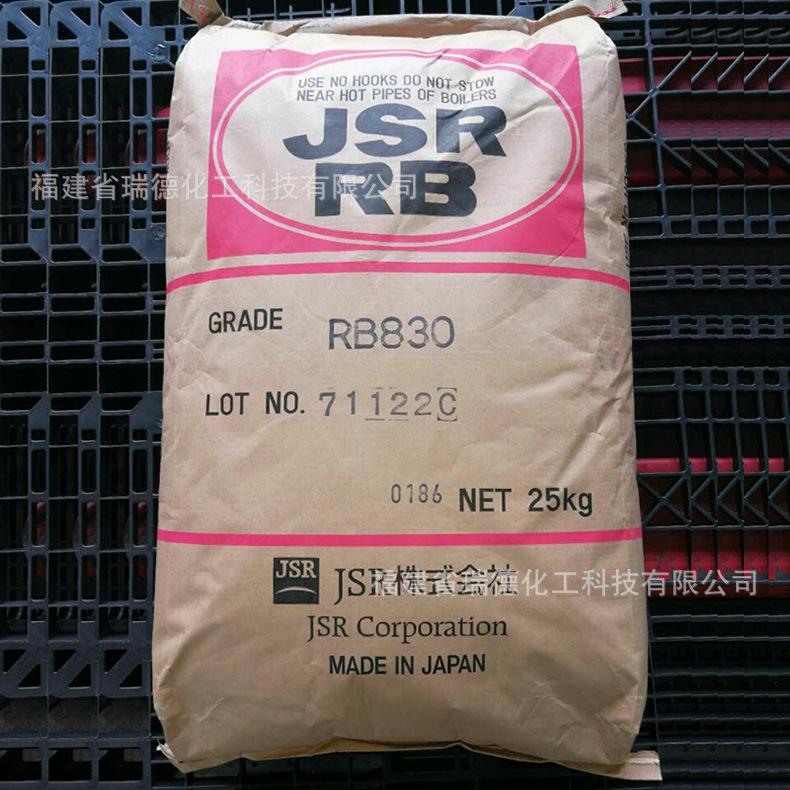 USE NO HOOKS DO NOT STOW
NEAR HOT PIPES OF BOILERS
JSR
RB
福建省瑞德化工科技有限公司
GRADE RB830
LOT NO. 71122C
0186 NET 25kg
JSR JSR株式会社
福建省瑞德化工科技有限公司
JSR Corporation
MADE IN JAPAN